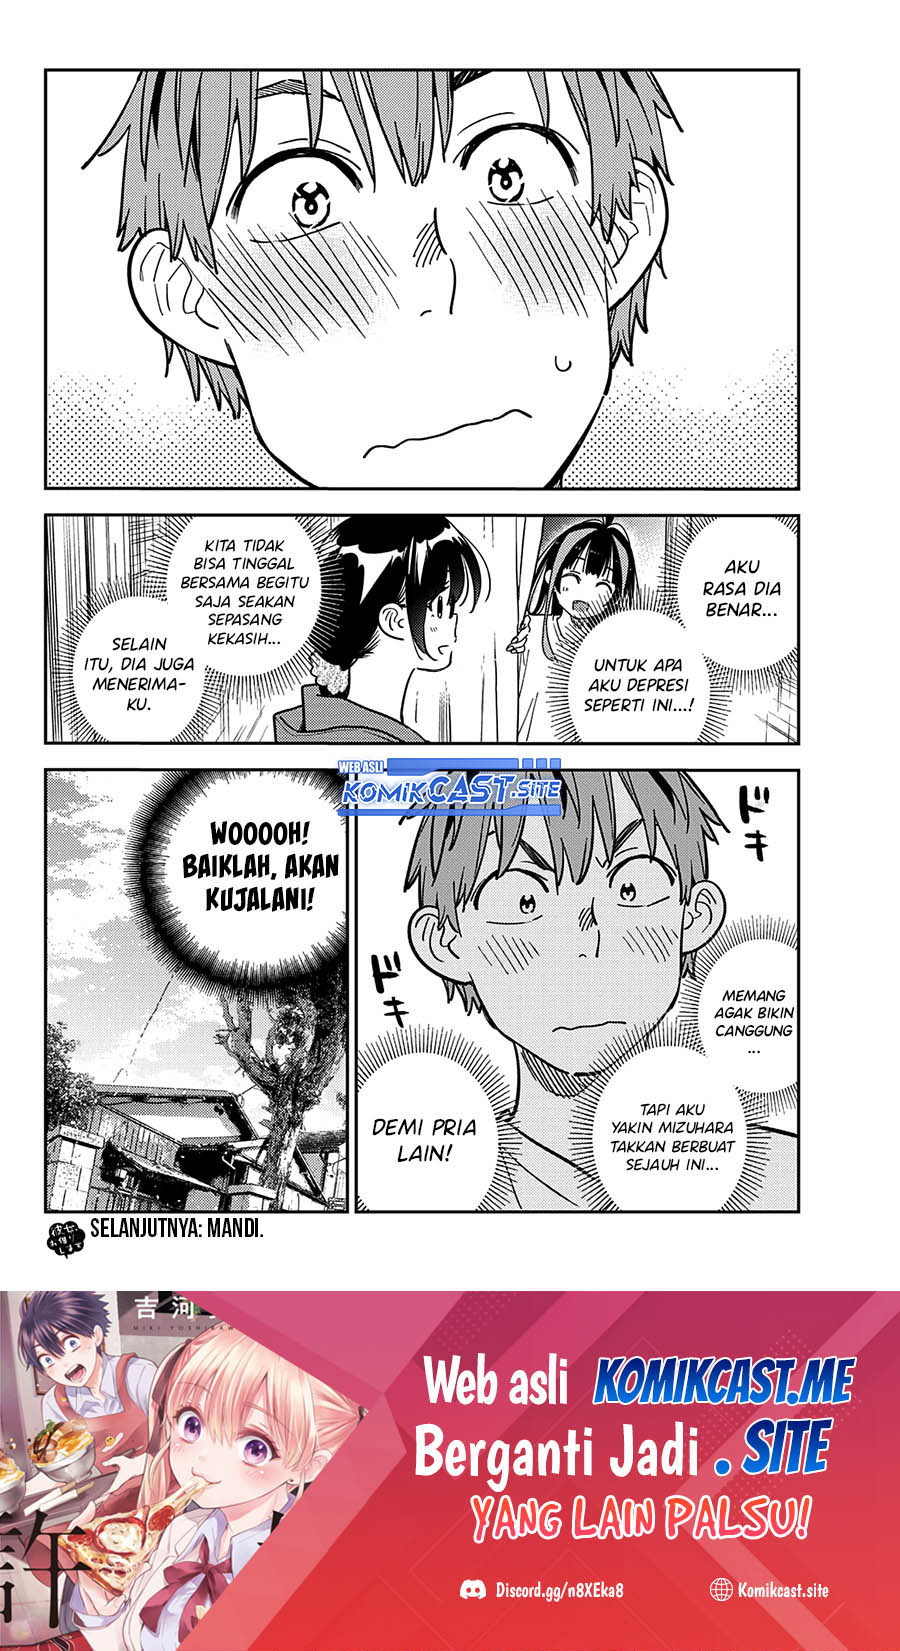 AKU
RASA DIA
BENAR...
UNTUK APA
AKU DEPRESI
SEPERTI INI...!
KITA TIDAK
BISA TINGGAL
BERSAMA BEGITU
SAJA SEAKAN
SEPASANG
KEKASIH...
SELAIN
ITU, DIA JUGA
MENERIMA-
KU.
WEB ASLI
KOMIKCAST.SITE
ドキ
ドキ
MEMANG
AGAK BIKIN
CANGGUNG
...
TAPI AKU
YAKIN MIZUHARA
TAKKAN BERBUAT
SEJAUH INI...
DEMI PRIA
LAIN!
WOOOOH!
BAIKLAH, AKAN
KUJALANI!
SELANJUTNYA: MANDI.
吉河
MIKI YOSHIKAW
許
Web asli KOMIKCAST.ME
Berganti Jadi .SITE
YANG LAIN PALSU!
Discord.gg/n8XEka8
Komikcast.site